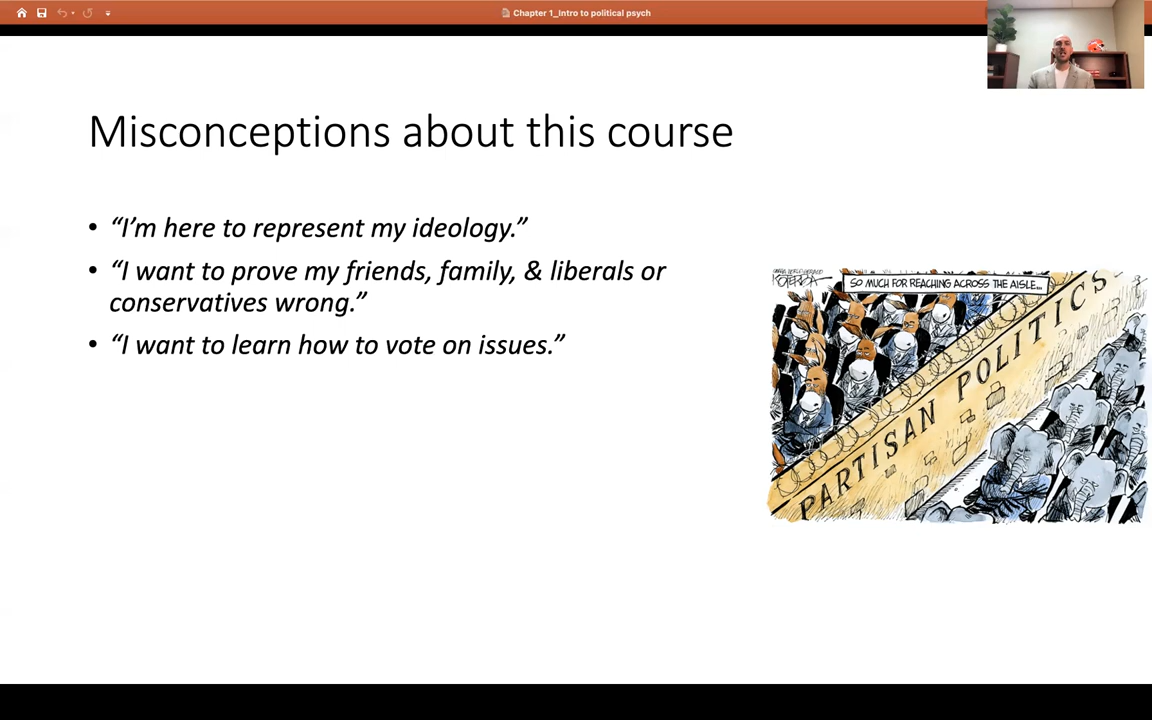 Chapter 1_Intro to political psych
Misconceptions about this course
• “I’m here to represent my ideology.”
• “I want to prove my friends, family, & liberals or
conservatives wrong.”
• “I want to learn how to vote on issues.”
SO MUCH FOR REACHING ACROSS THE AISLE...
PARTISAN POLITICS